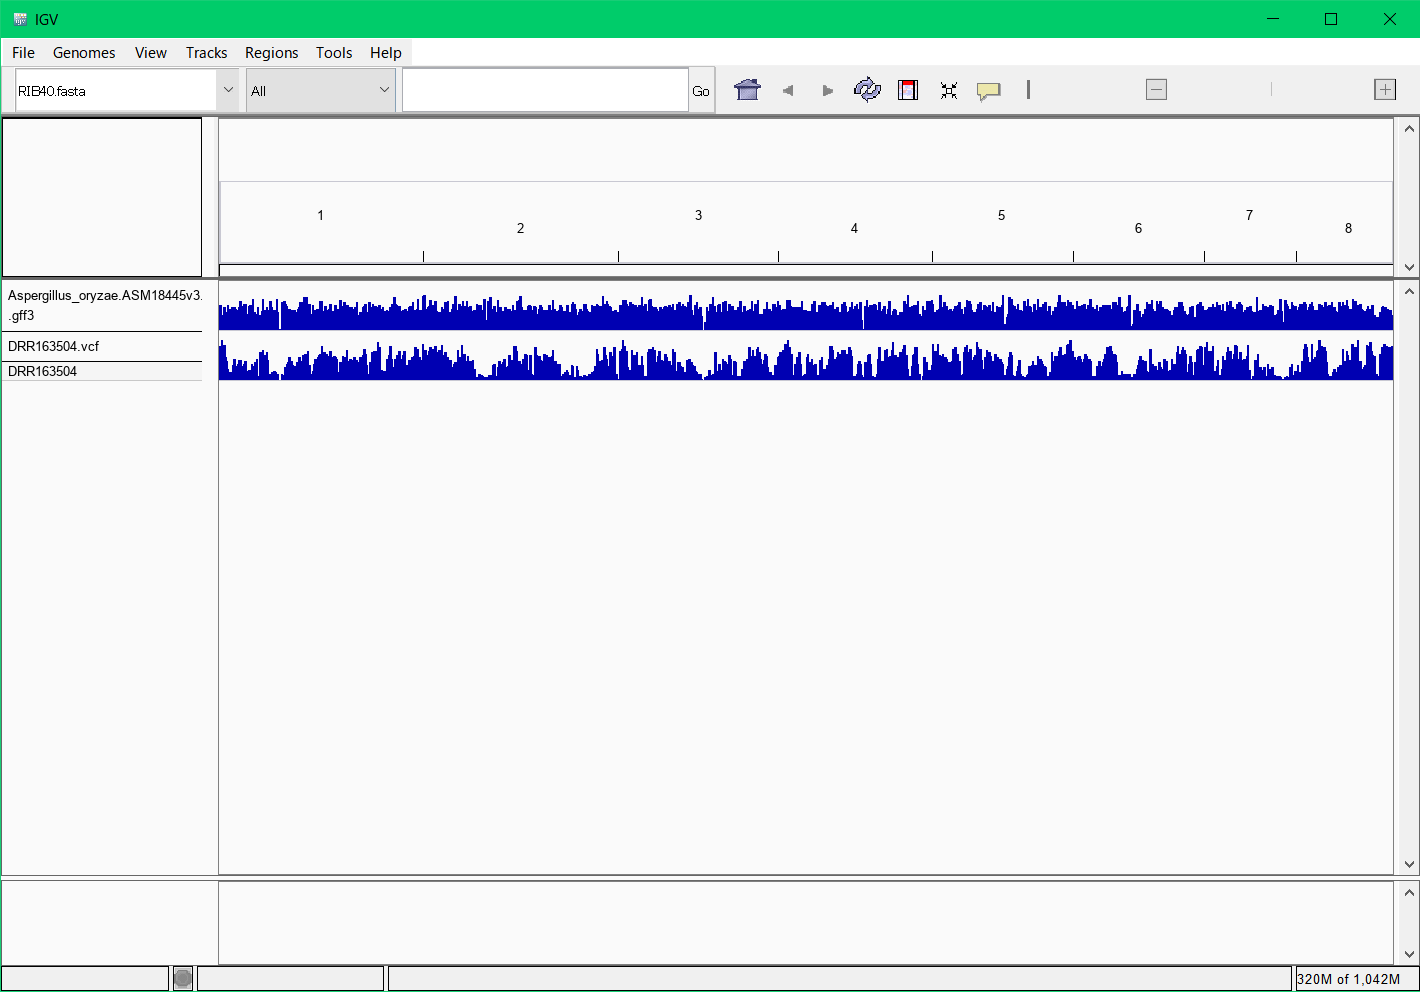 IGV
File Genomes View Tracks Regions Tools Help
RIB40.fasta All Go
1 2 3 4 5 6 7 8
Aspergillus_oryzae.ASM18445v3.
.gff3
DRR163504.vcf
DRR163504
320M of 1,042M